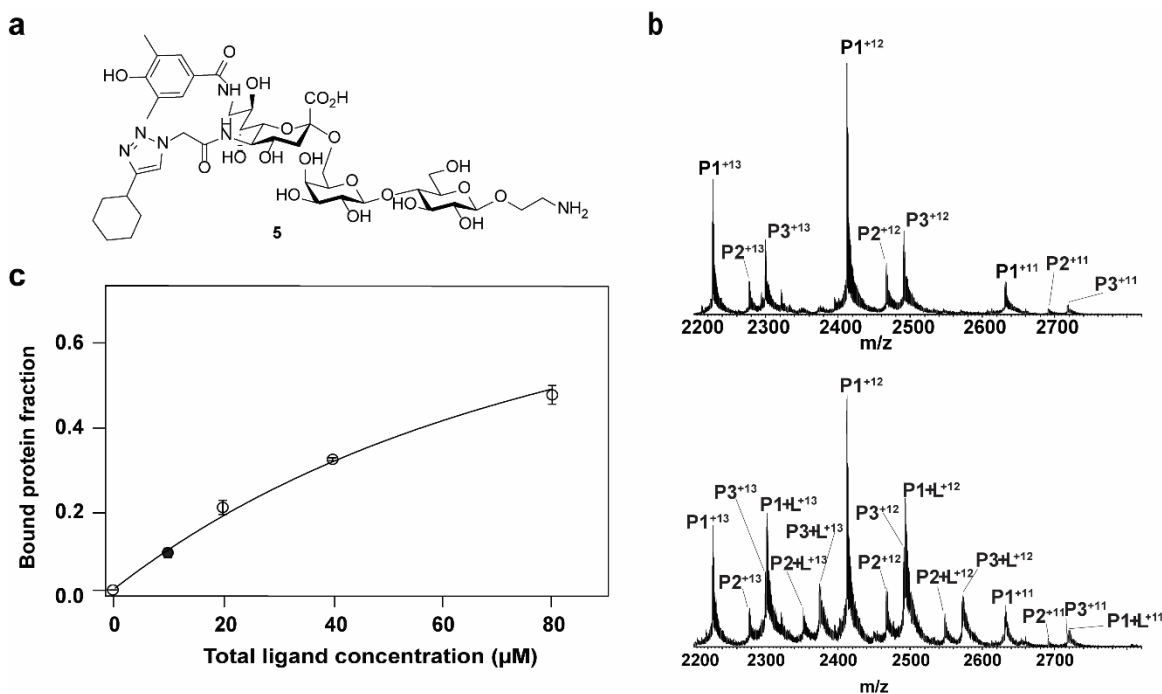 a
O
HO
NH OH
CO₂H
O
O
N
N
N
O
N
H
HO
OH
HO OH
O
OH
O
HO
OH
O
HO
O
OH
O
NH₂
5
b
P1⁺¹²
P1⁺¹³
P3⁺¹³
P2⁺¹³
P2⁺¹²
P3⁺¹²
P1⁺¹¹
P2⁺¹¹
P3⁺¹¹
2200 2300 2400 2500 2600 2700
m/z
P1⁺¹²
P3⁺¹³
P1+L⁺¹³
P1⁺¹³
P3+L⁺¹³
P2⁺¹³
P2+L⁺¹³
P1+L⁺¹²
P3⁺¹²
P2⁺¹²
P2+L⁺¹²
P3+L⁺¹²
P1⁺¹¹
P2⁺¹¹
P3⁺¹¹
P1+L⁺¹¹
2200 2300 2400 2500 2600 2700
m/z
c
Bound protein fraction
0.6
0.4
0.2
0.0
0 20 40 60 80
Total ligand concentration (µM)